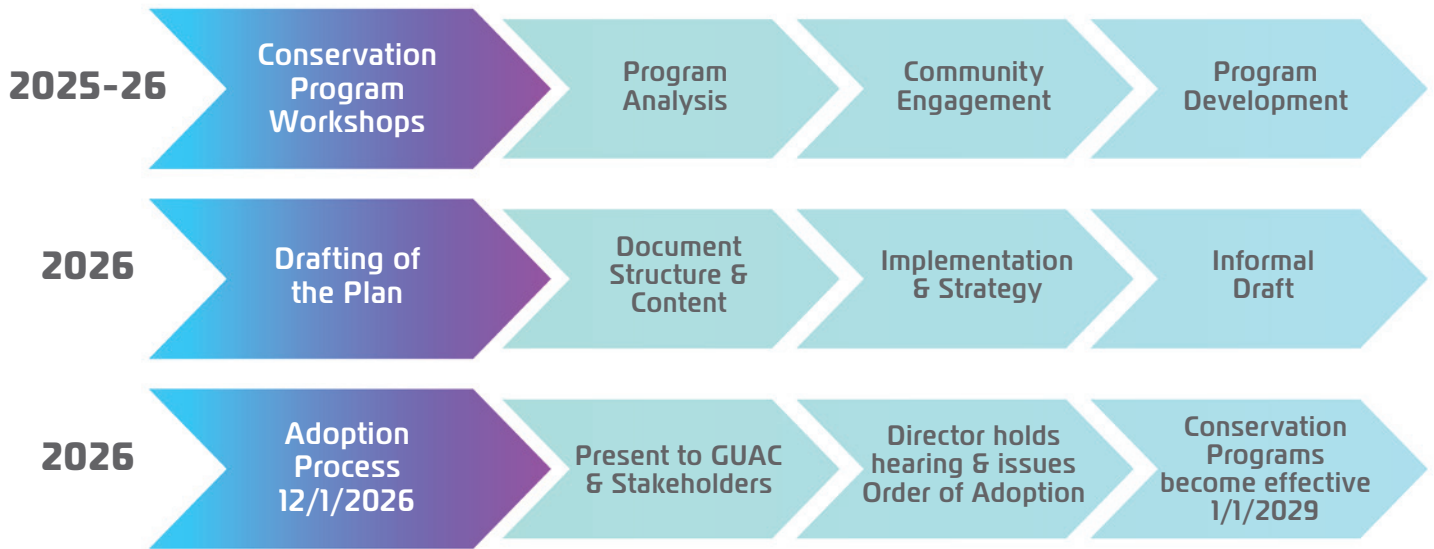 2025-26
Conservation
Program
Workshops
Program
Analysis
Community
Engagement
Program
Development
2026
Drafting of
the Plan
Document
Structure &
Content
Implementation
& Strategy
Informal
Draft
2026
Adoption
Process
12/1/2026
Present to GUAC
& Stakeholders
Director holds
hearing & issues
Order of Adoption
Conservation
Programs
become effective
1/1/2029